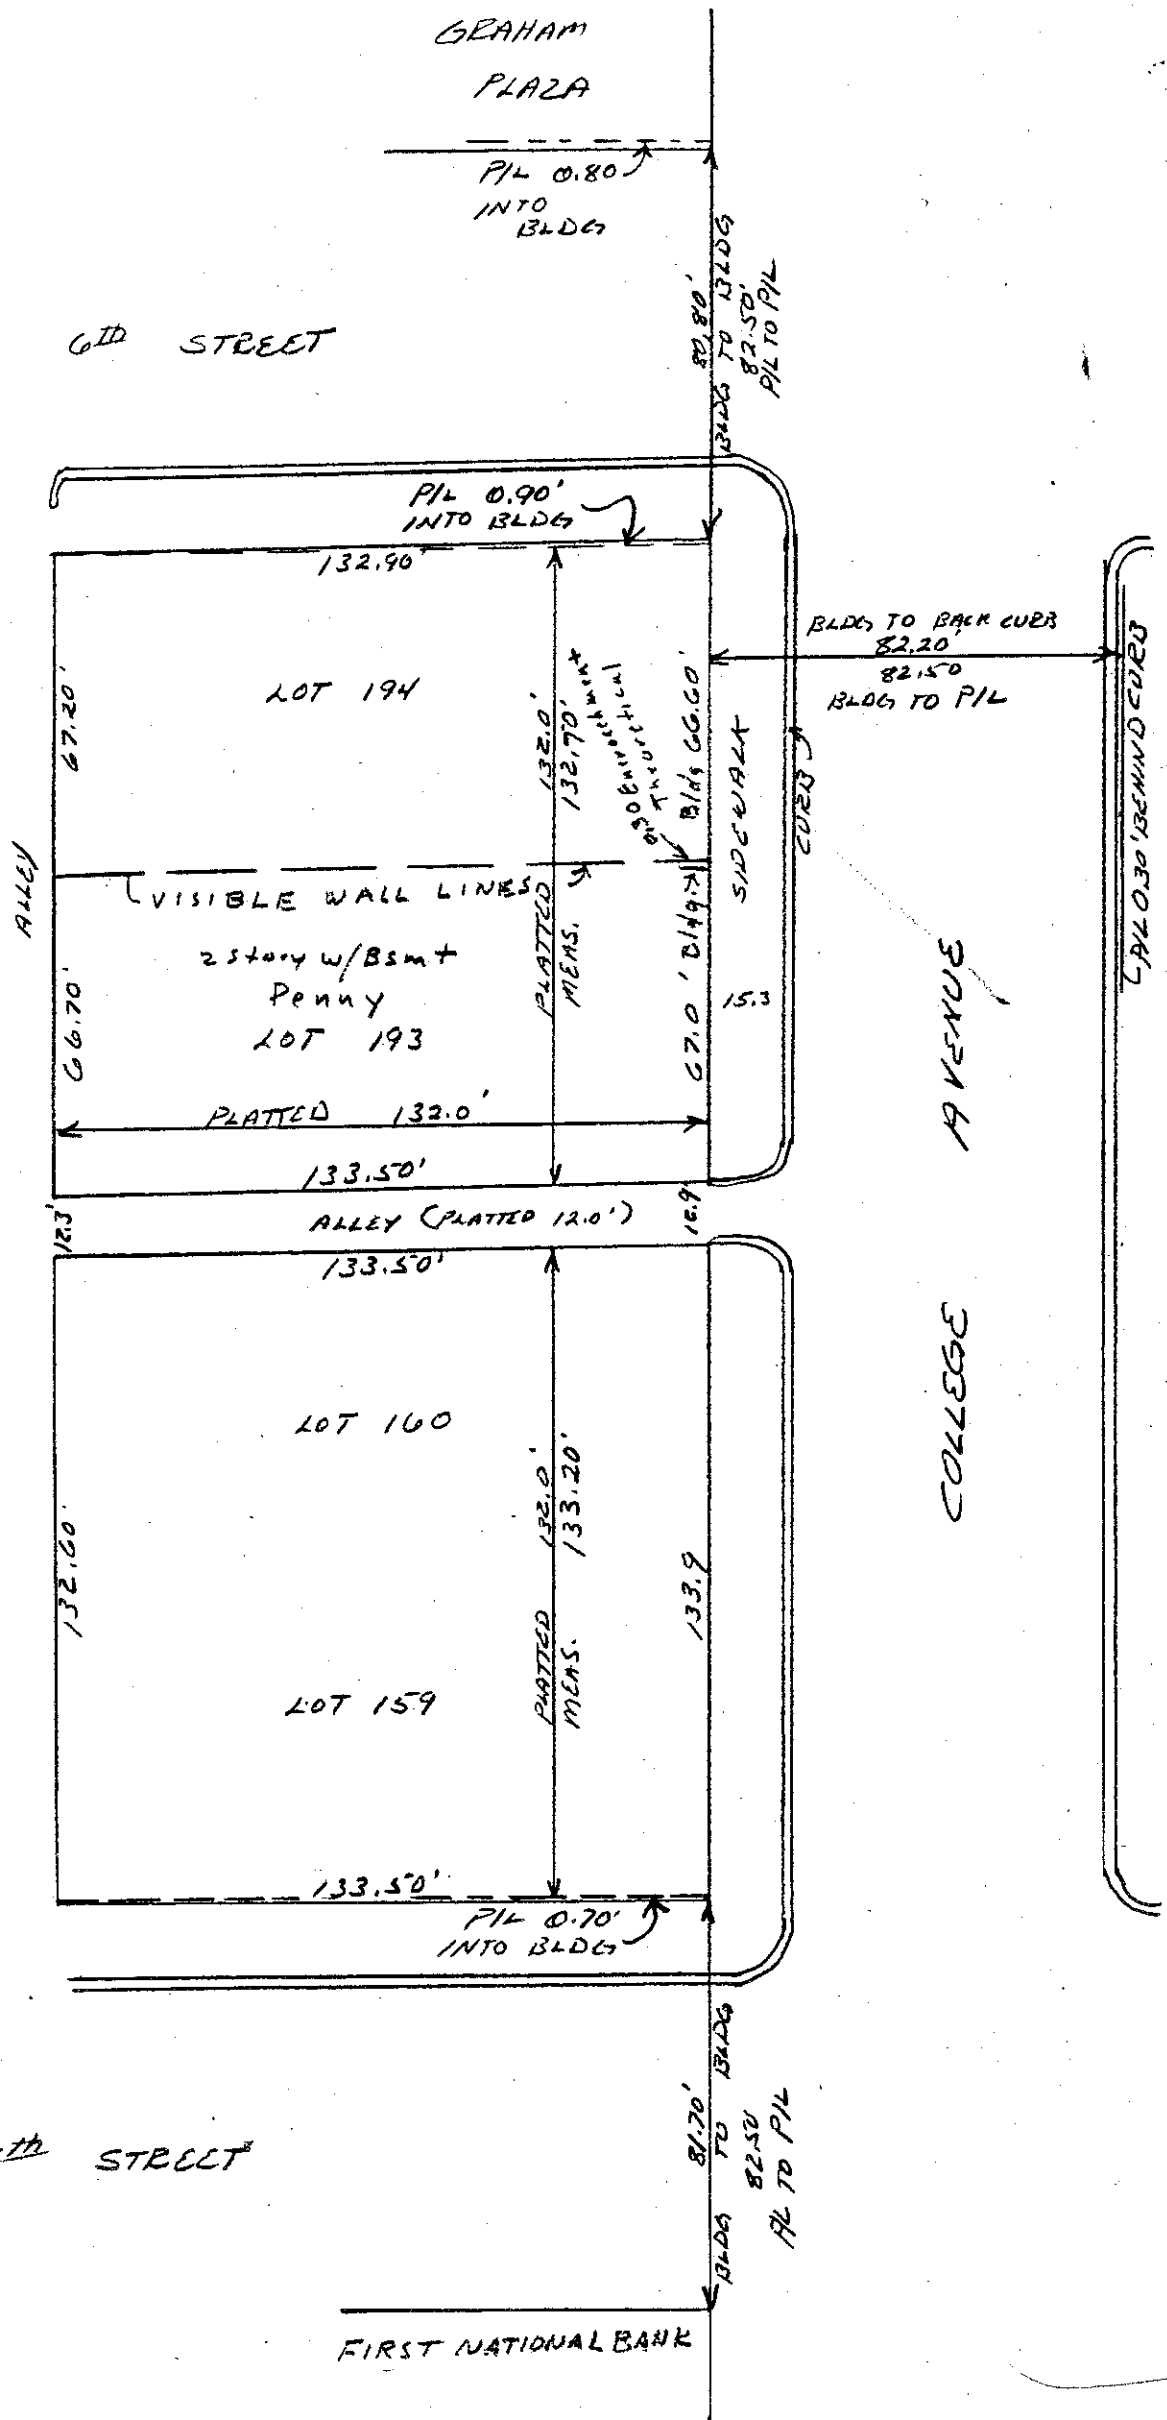 GRAHAM
PLAZA
P/L 0.80
INTO
BLDG
80.80'
BLDG TO BLDG
82.50'
P/L TO P/L
6TH STREET
P/L 0.90'
INTO BLDG
132.90'
BLDG TO BACK CURB
82.20'
82.50
BLDG TO P/L
67.20'
LOT 194
132.0'
132.70'
0.30 Encroachment
Theoretical
Bldg 66.60'
SIDEWALK
CURB
P/L 0.30' BEHIND CURB
ALLEY
VISIBLE WALL LINES
2 Story w/Bsmt
Penny
LOT 193
66.70'
PLATTED
MEAS.
67.0' Bldg
15.3
PLATTED 132.0'
133.50'
12.3'
ALLEY (PLATTED 12.0')
133.50'
COLLEGE AVENUE
LOT 160
132.60'
PLATTED 132.0'
MEAS. 133.20'
133.9
LOT 159
133.50'
P/L 0.70'
INTO BLDG
81.70'
BLDG TO BLDG
82.50
P/L TO P/L
th STREET
FIRST NATIONAL BANK